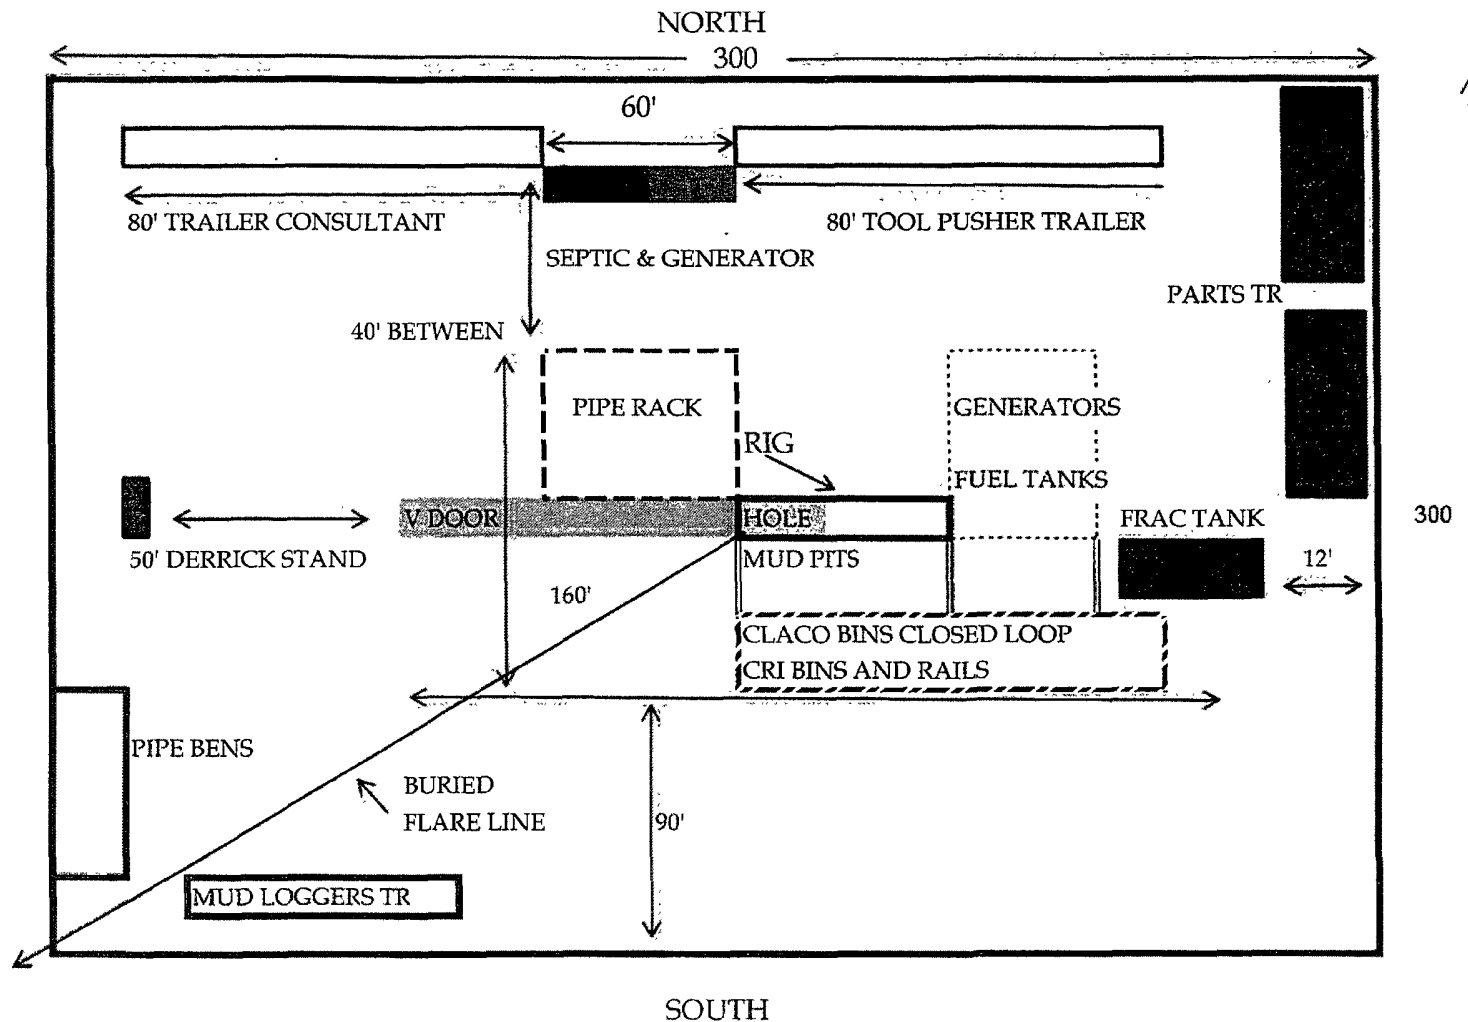 NORTH
300
60'
80' TRAILER CONSULTANT
80' TOOL PUSHER TRAILER
SEPTIC & GENERATOR
PARTS TR
40' BETWEEN
PIPE RACK
GENERATORS
RIG
FUEL TANKS
V DOOR
HOLE
FRAC TANK
300
50' DERRICK STAND
MUD PITS
12'
160'
CLACO BINS CLOSED LOOP
CRI BINS AND RAILS
PIPE BENS
BURIED
FLARE LINE
90'
MUD LOGGERS TR
SOUTH